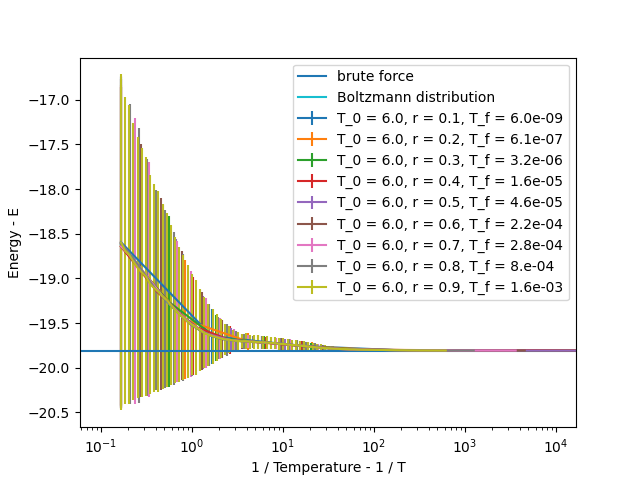 brute force
Boltzmann distribution
T_0 = 6.0, r = 0.1, T_f = 6.0e-09
T_0 = 6.0, r = 0.2, T_f = 6.1e-07
T_0 = 6.0, r = 0.3, T_f = 3.2e-06
T_0 = 6.0, r = 0.4, T_f = 1.6e-05
T_0 = 6.0, r = 0.5, T_f = 4.6e-05
T_0 = 6.0, r = 0.6, T_f = 2.2e-04
T_0 = 6.0, r = 0.7, T_f = 2.8e-04
T_0 = 6.0, r = 0.8, T_f = 8.e-04
T_0 = 6.0, r = 0.9, T_f = 1.6e-03
Energy - E
−17.0
−17.5
−18.0
−18.5
−19.0
−19.5
−20.0
−20.5
10⁻¹ 10⁰ 10¹ 10² 10³ 10⁴
1 / Temperature - 1 / T